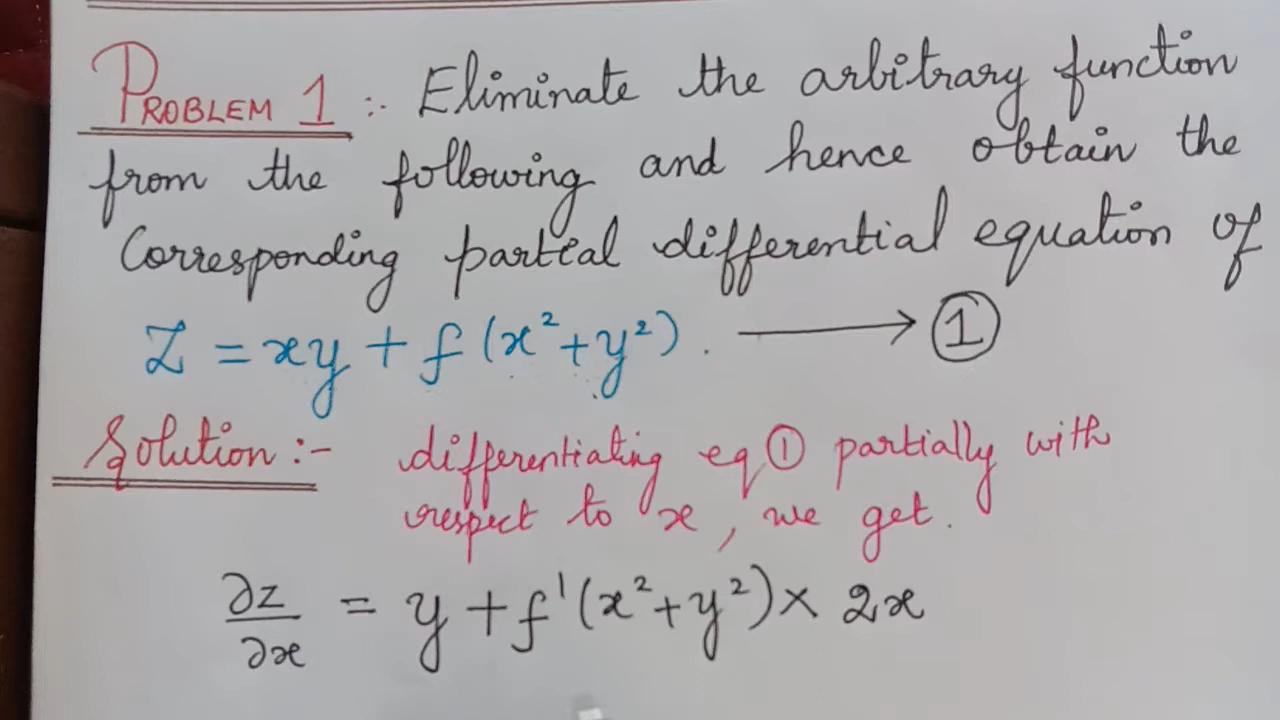 PROBLEM 1 :- Eliminate the arbitrary function
from the following and hence obtain the
Corresponding partial differential equation of
Z = xy + f(x²+y²). → ①
Solution :- differentiating eq ① partially with
respect to x, we get.
∂z/∂x = y + f'(x²+y²) × 2x